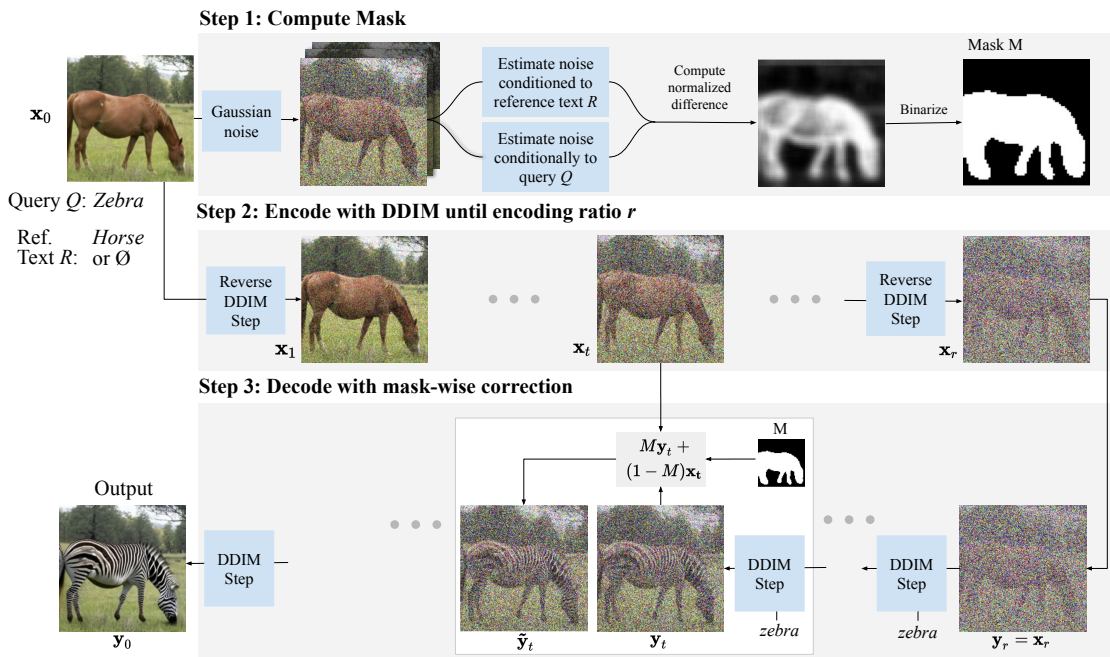 Step 1: Compute Mask
x₀
Gaussian
noise
Estimate noise
conditioned to
reference text R
Estimate noise
conditionally to
query Q
Compute
normalized
difference
Binarize
Mask M
Query Q: Zebra
Ref.
Text R:
Horse
or Ø
Step 2: Encode with DDIM until encoding ratio r
Reverse
DDIM
Step
x₁
xₜ
Reverse
DDIM
Step
xᵣ
Step 3: Decode with mask-wise correction
M
Myₜ +
(1 − M)xₜ
Output
DDIM
Step
DDIM
Step
DDIM
Step
zebra
zebra
y₀
ỹₜ
yₜ
yᵣ = xᵣ